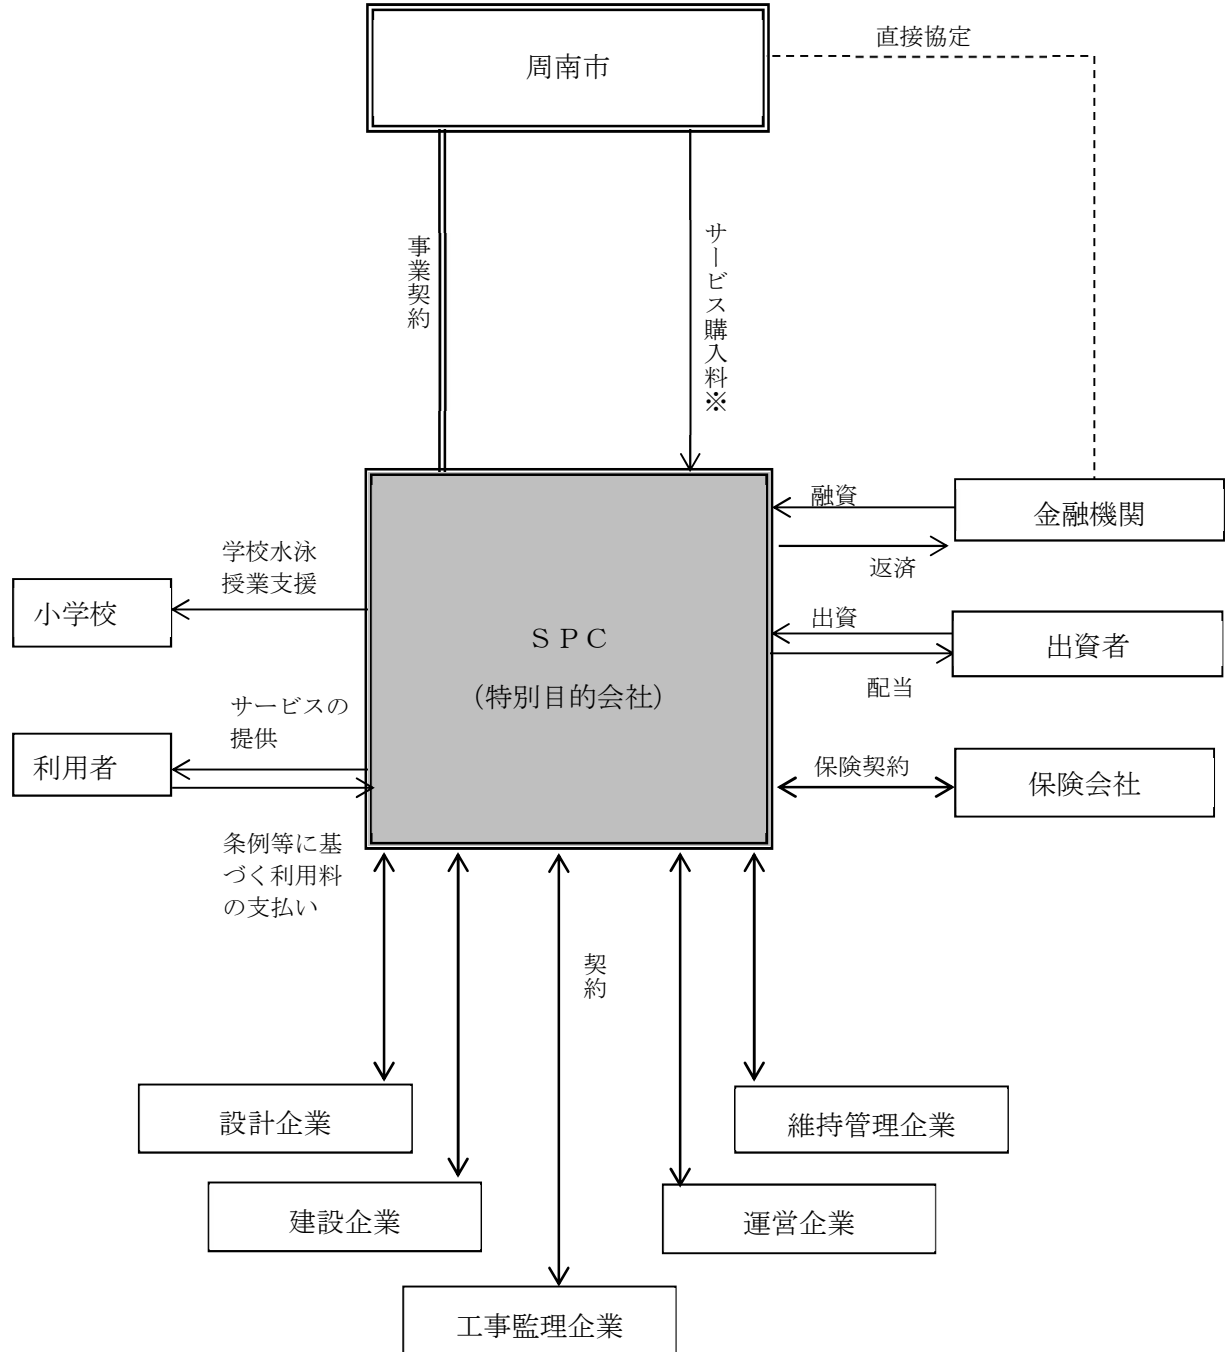 直接協定
周南市
事業契約
サービス購入料※
融資
金融機関
返済
学校水泳
授業支援
小学校
出資
SPC
出資者
(特別目的会社)
配当
サービスの
提供
利用者
保険契約
保険会社
条例等に基
づく利用料
の支払い
契約
設計企業
維持管理企業
建設企業
運営企業
工事監理企業